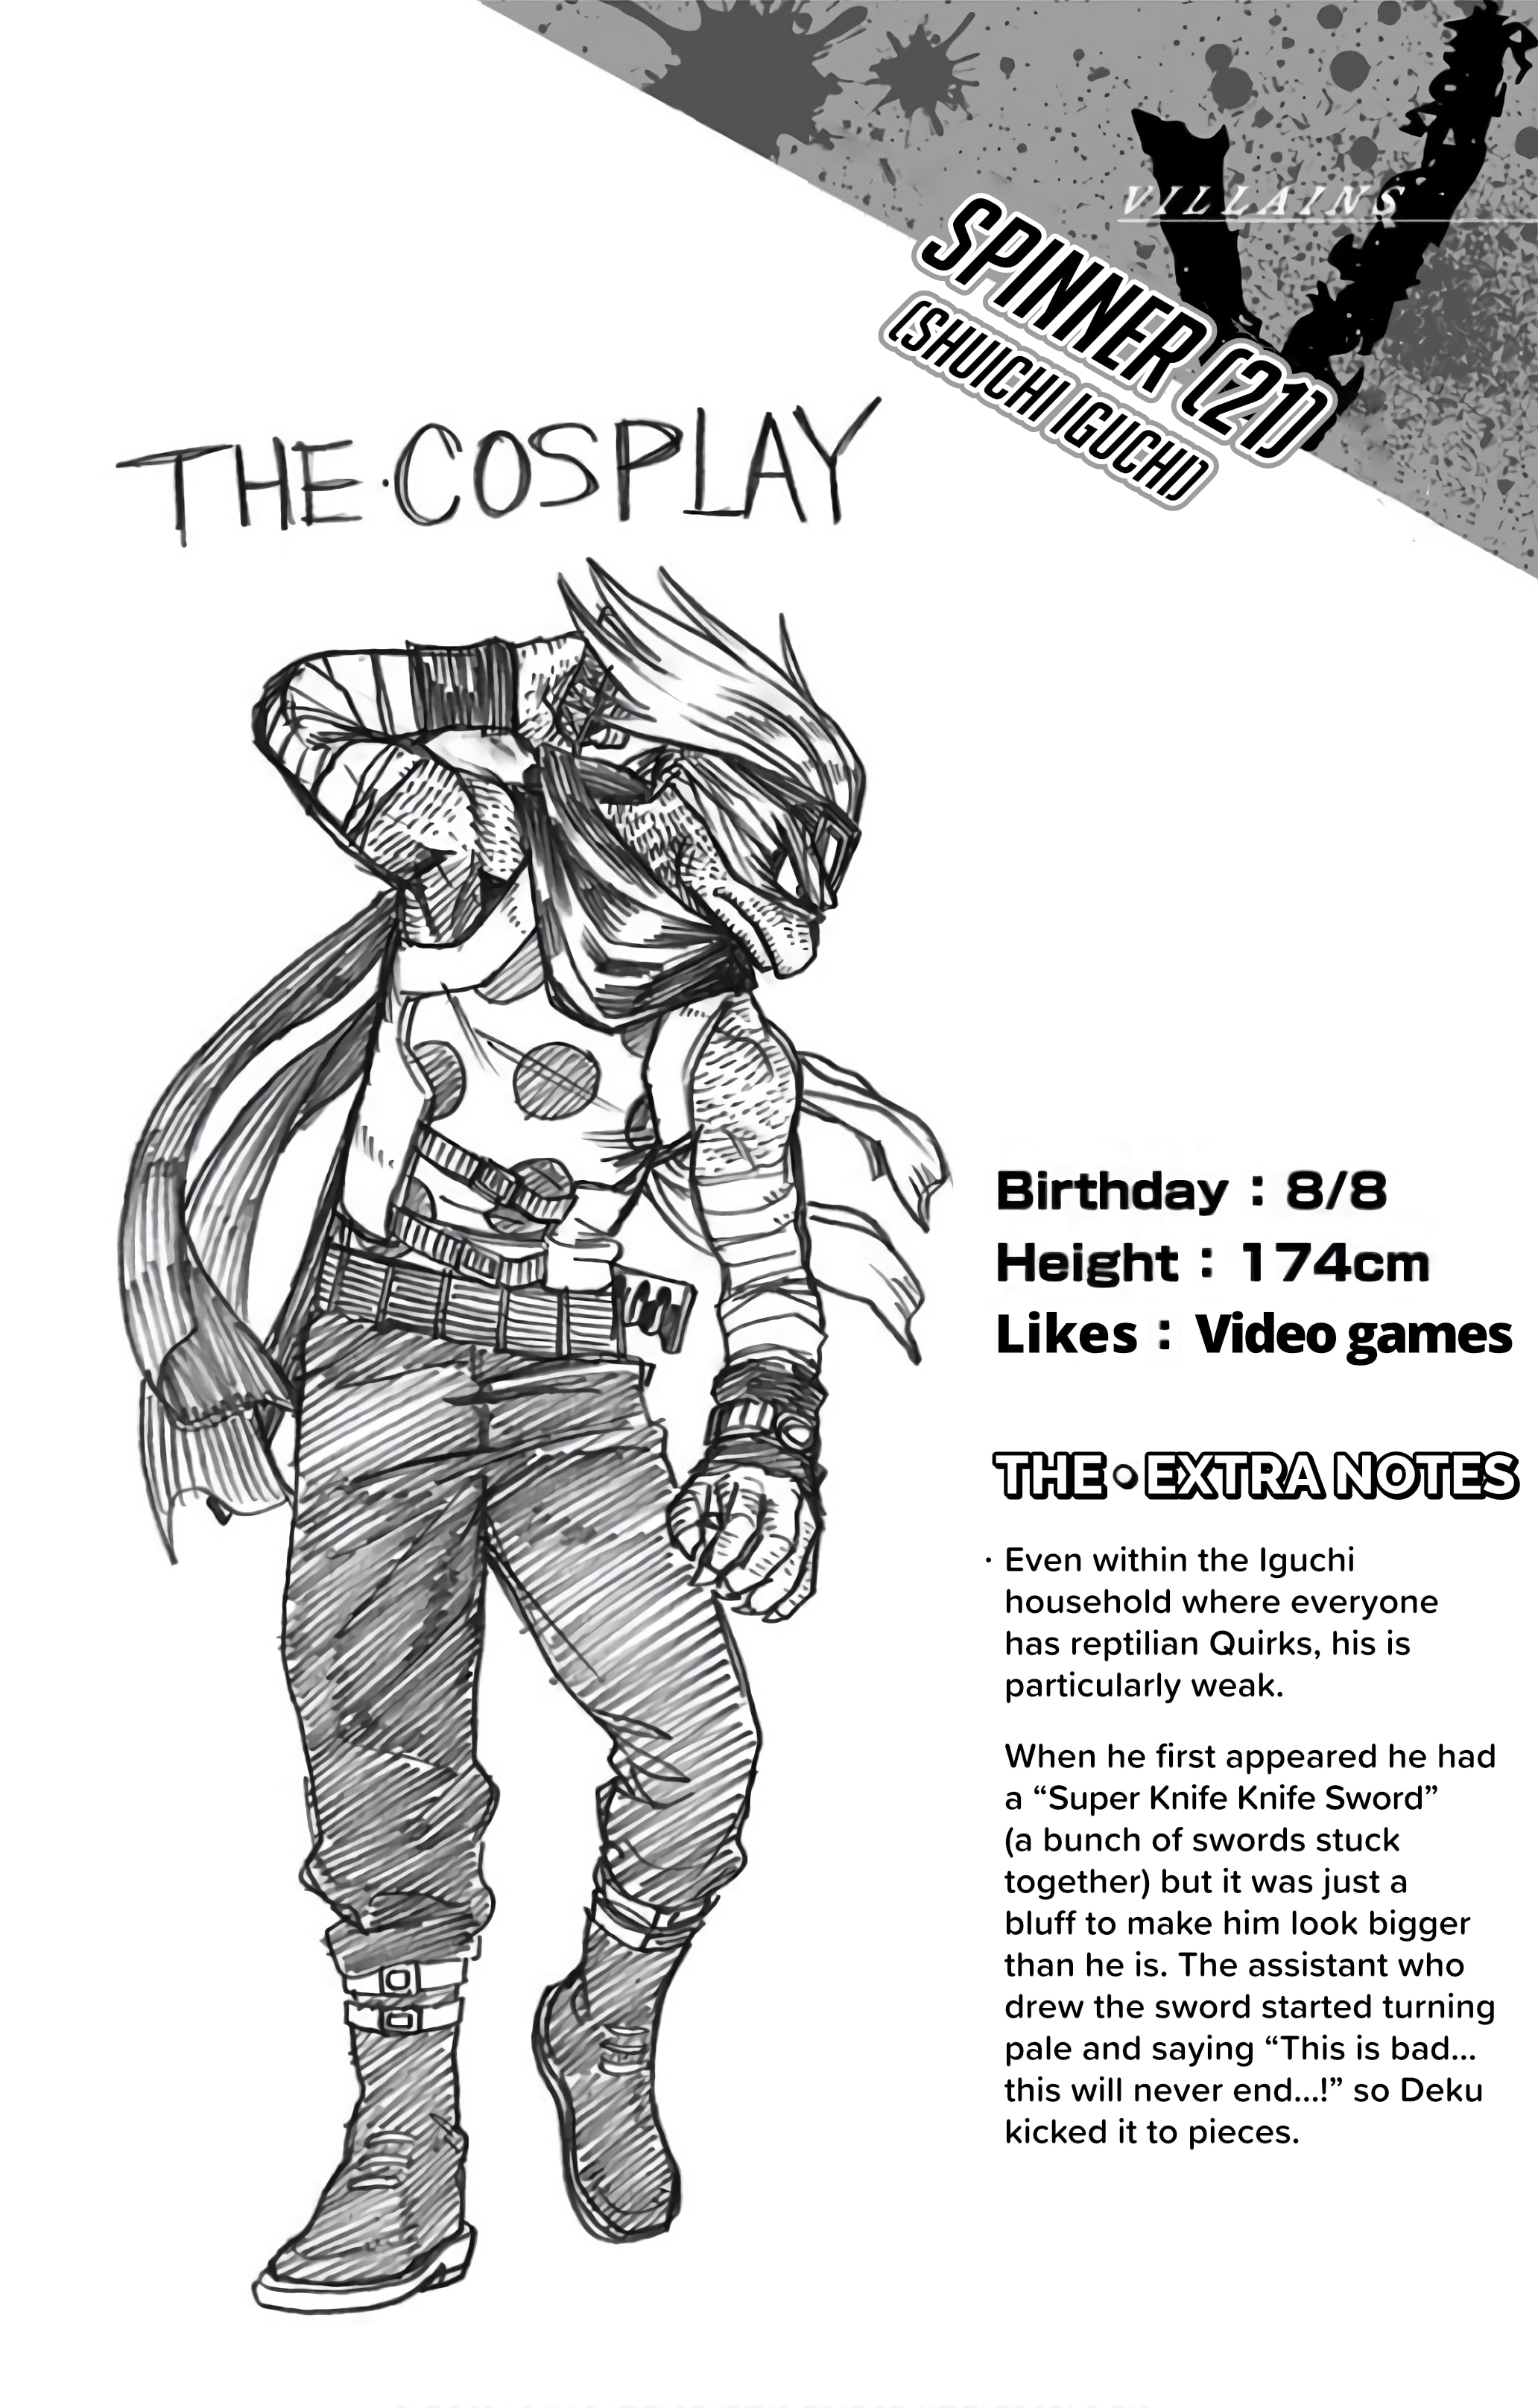 VILLAINS
SPINNER (21)
(SHUICHI IGUCHI)
THE・COSPLAY
Birthday : 8/8
Height : 174cm
Likes : Video games
THE・EXTRA NOTES
· Even within the Iguchi
household where everyone
has reptilian Quirks, his is
particularly weak.
When he first appeared he had
a “Super Knife Knife Sword”
(a bunch of swords stuck
together) but it was just a
bluff to make him look bigger
than he is. The assistant who
drew the sword started turning
pale and saying “This is bad...
this will never end...!” so Deku
kicked it to pieces.